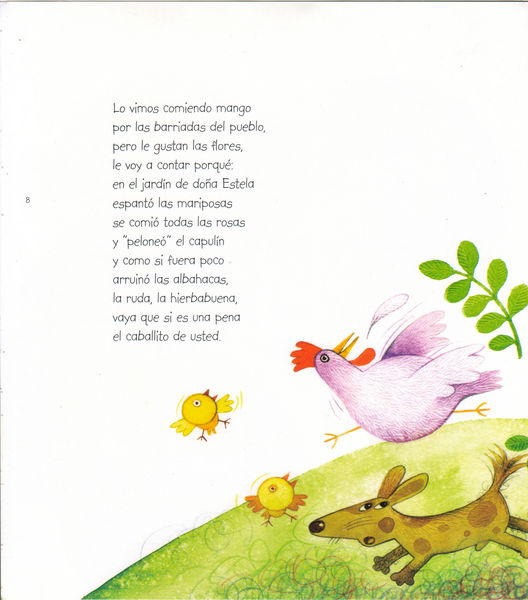 Lo vimos comiendo mango
por las barriadas del pueblo,
pero le gustan las flores,
le voy a contar porqué:
en el jardín de doña Estela
espantó las mariposas
se comió todas las rosas
y "peloneó" el capulín
y como si fuera poco
arruinó las albahacas,
la ruda, la hierbabuena,
vaya que si es una pena
el caballito de usted.
8